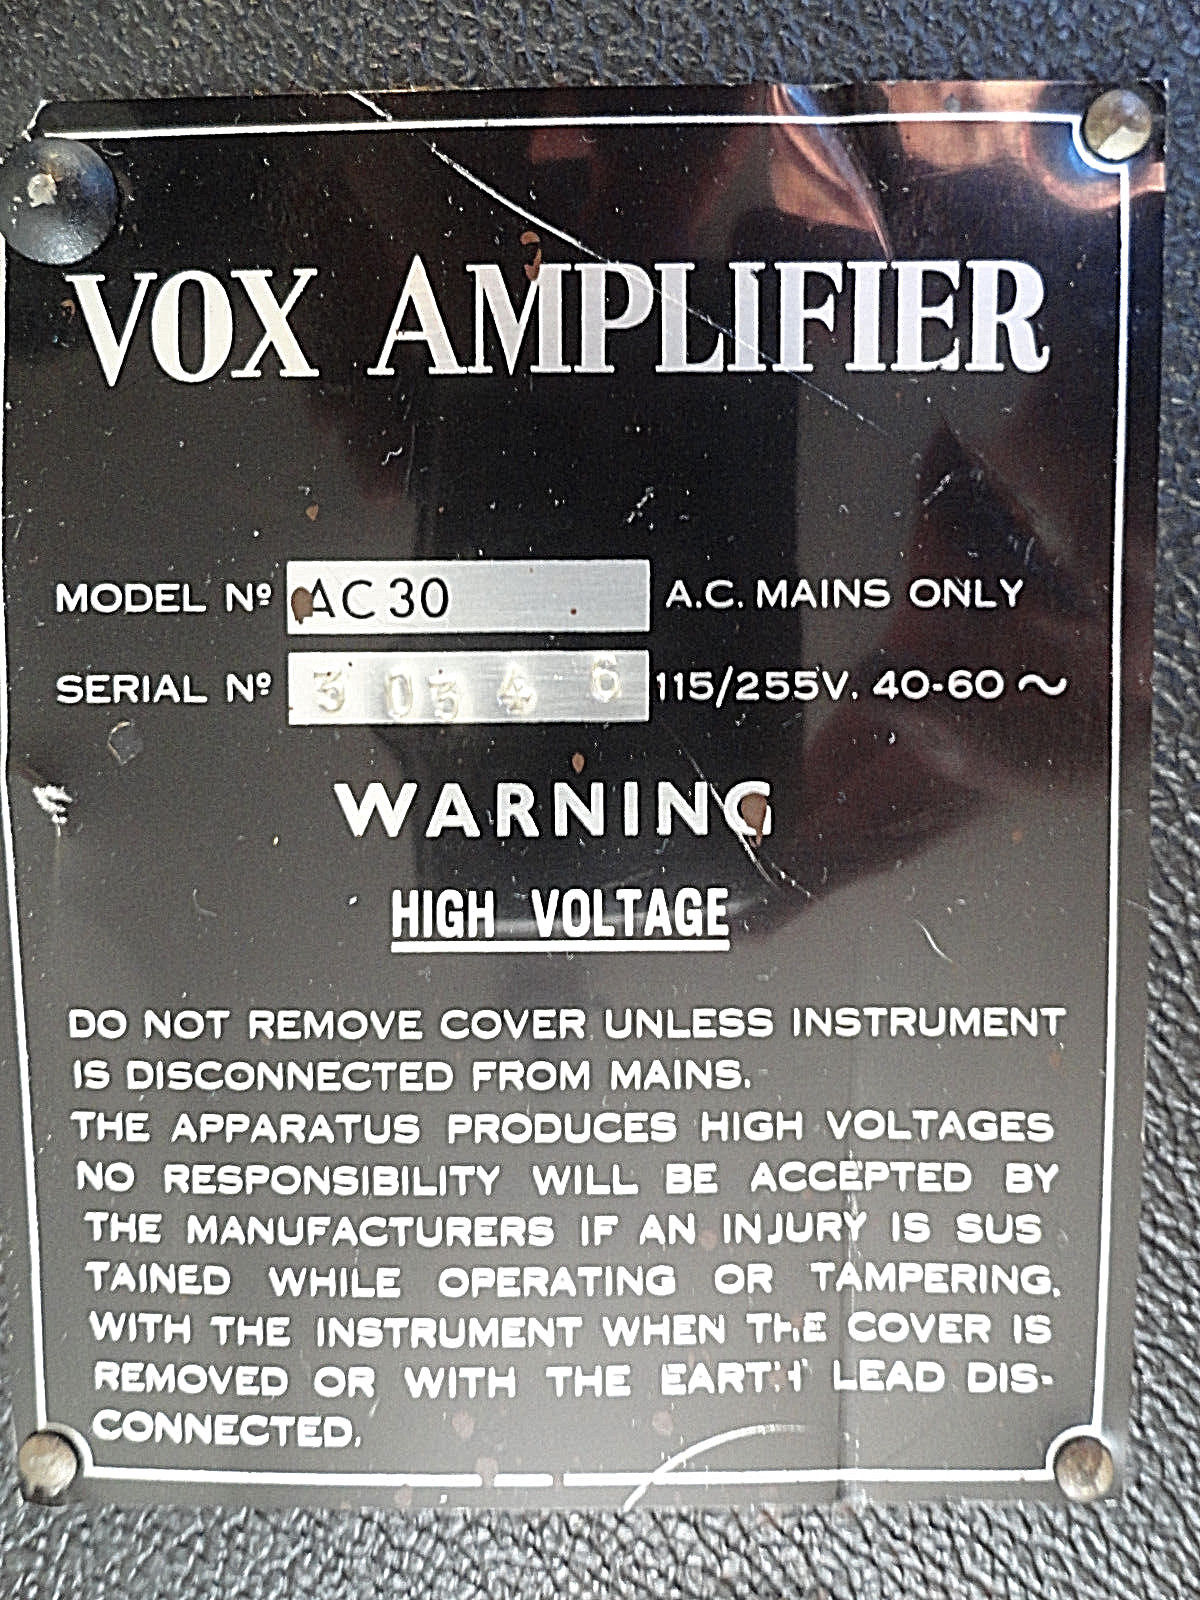 VOX AMPLIFIER
MODEL Nº AC30 A.C. MAINS ONLY
SERIAL Nº 30346 115/255V. 40-60 ~
WARNING
HIGH VOLTAGE
DO NOT REMOVE COVER UNLESS INSTRUMENT
IS DISCONNECTED FROM MAINS.
THE APPARATUS PRODUCES HIGH VOLTAGES
NO RESPONSIBILITY WILL BE ACCEPTED BY
THE MANUFACTURERS IF AN INJURY IS SUS
TAINED WHILE OPERATING OR TAMPERING.
WITH THE INSTRUMENT WHEN THE COVER IS
REMOVED OR WITH THE EARTH LEAD DIS-
CONNECTED.